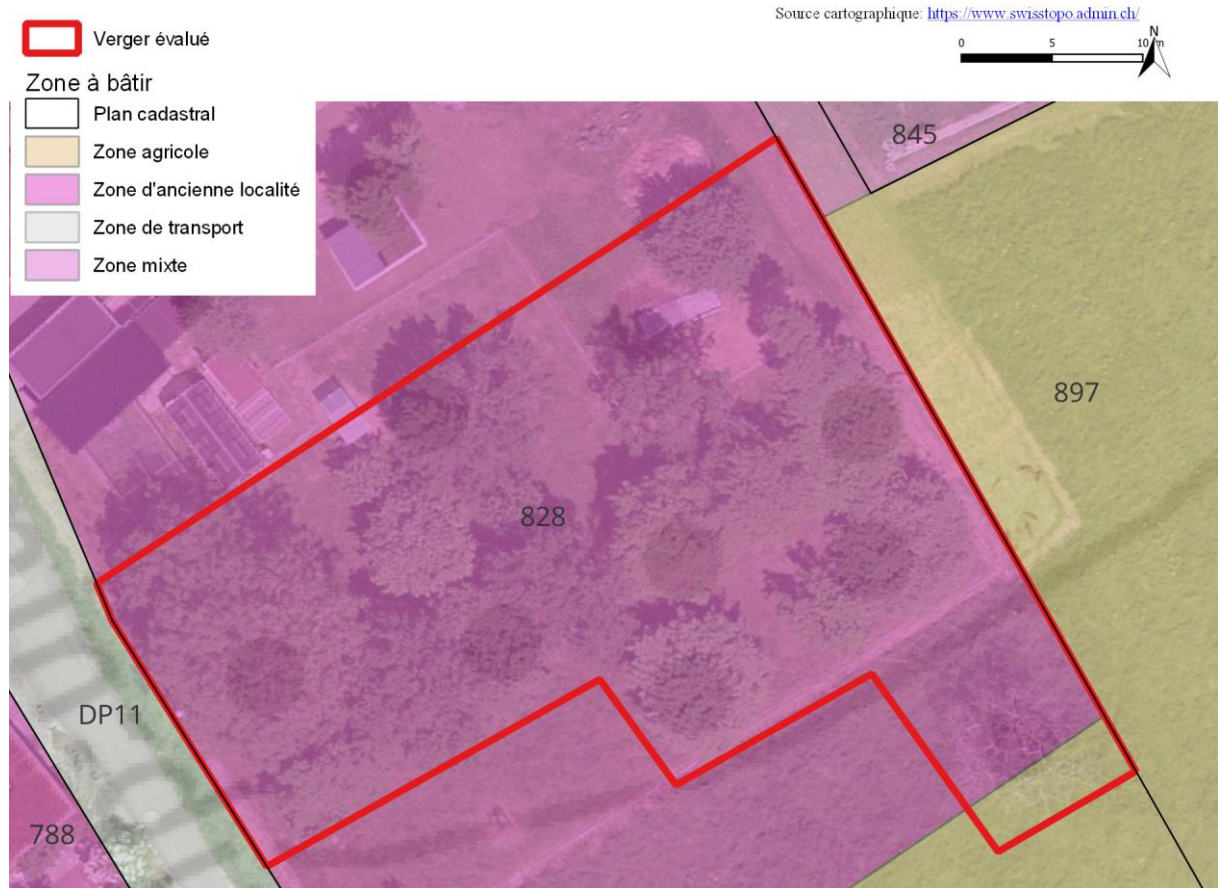 Source cartographique: https://www.swisstopo.admin.ch/
Verger évalué
Zone à bâtir
Plan cadastral
Zone agricole
Zone d'ancienne localité
Zone de transport
Zone mixte
0 5 10 m
N
845
897
828
DP11
788